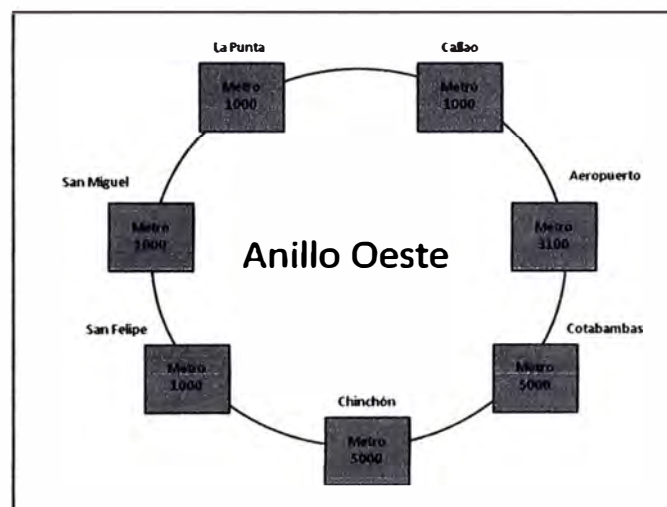 La Punta
Callao
Metro
1000
Metro
1000
San Miguel
Aeropuerto
Metro
1000
Metro
3100
Anillo Oeste
San Felipe
Cotabambas
Metro
1000
Metro
5000
Chinchón
Metro
5000